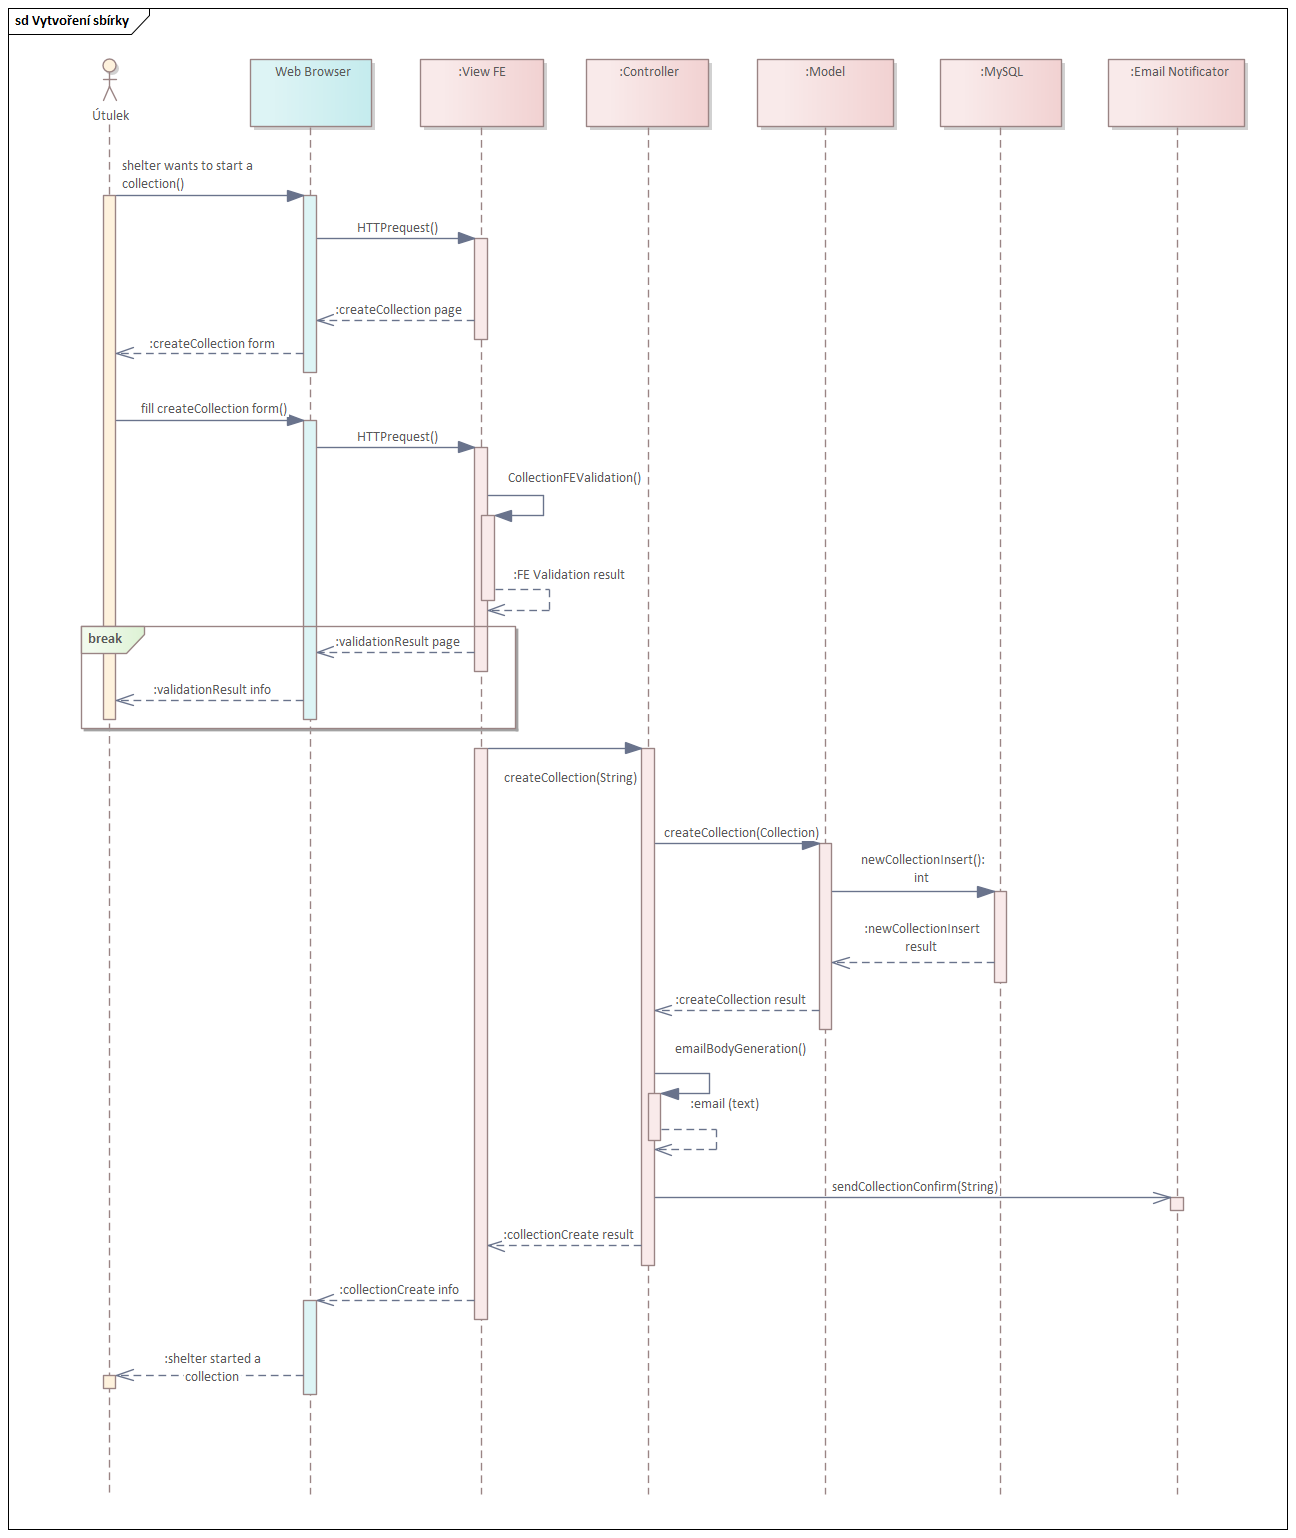 sd Vytvoření sbírky
Útulek
Web Browser
:View FE
:Controller
:Model
:MySQL
:Email Notificator
shelter wants to start a
collection()
HTTPrequest()
:createCollection page
:createCollection form
fill createCollection form()
HTTPrequest()
CollectionFEValidation()
:FE Validation result
break
:validationResult page
:validationResult info
createCollection(String)
createCollection(Collection)
newCollectionInsert():
int
:newCollectionInsert
result
:createCollection result
emailBodyGeneration()
:email (text)
sendCollectionConfirm(String)
:collectionCreate result
:collectionCreate info
:shelter started a
collection